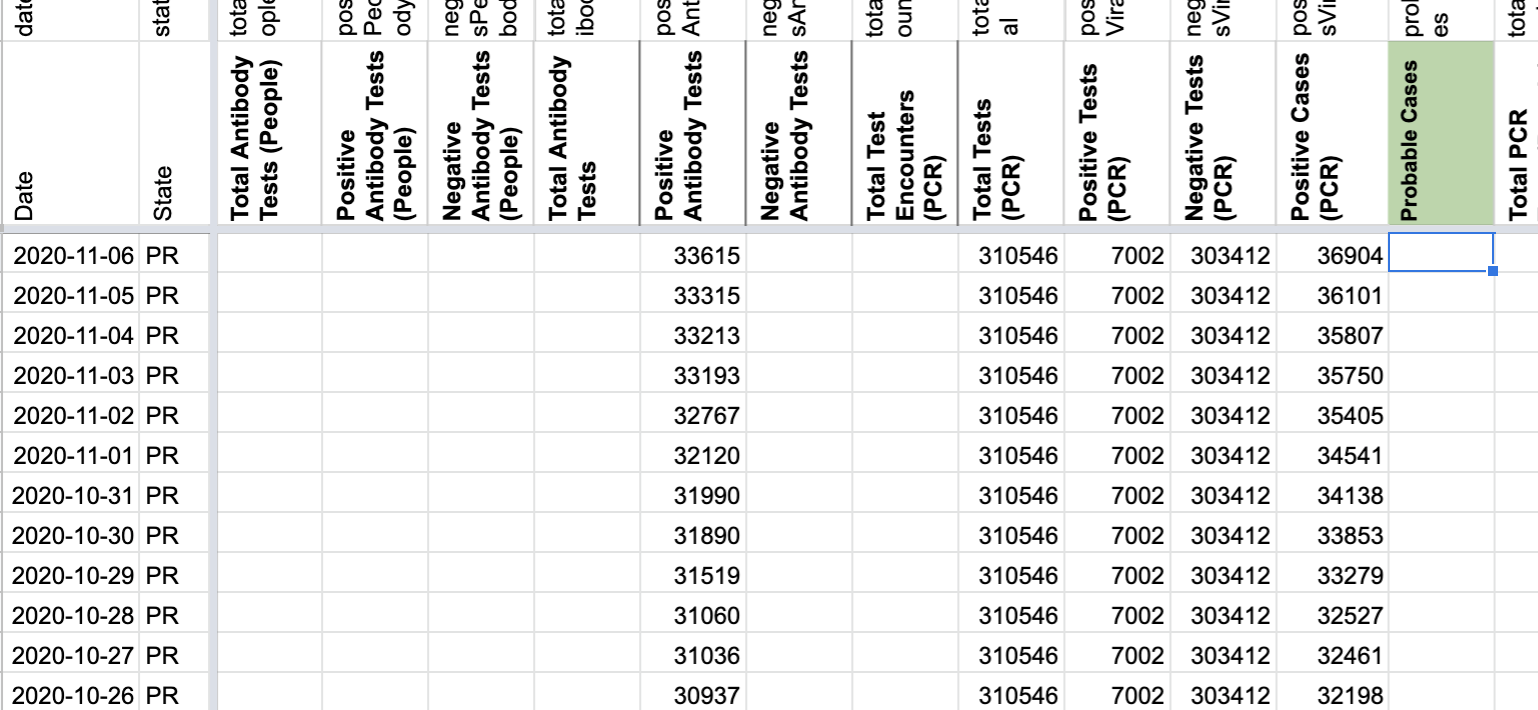 date stat tota ople pos Peo ody neg sPe bod tota ibo pos Ant neg sAn tota oun tota al pos Vira neg sVir pos sVir prol es tota
Date State Total Antibody Tests (People) Positive Antibody Tests (People) Negative Antibody Tests (People) Total Antibody Tests Positive Antibody Tests Negative Antibody Tests Total Test Encounters (PCR) Total Tests (PCR) Positive Tests (PCR) Negative Tests (PCR) Positive Cases (PCR) Probable Cases Total PCR
2020-11-06 PR 33615 310546 7002 303412 36904
2020-11-05 PR 33315 310546 7002 303412 36101
2020-11-04 PR 33213 310546 7002 303412 35807
2020-11-03 PR 33193 310546 7002 303412 35750
2020-11-02 PR 32767 310546 7002 303412 35405
2020-11-01 PR 32120 310546 7002 303412 34541
2020-10-31 PR 31990 310546 7002 303412 34138
2020-10-30 PR 31890 310546 7002 303412 33853
2020-10-29 PR 31519 310546 7002 303412 33279
2020-10-28 PR 31060 310546 7002 303412 32527
2020-10-27 PR 31036 310546 7002 303412 32461
2020-10-26 PR 30937 310546 7002 303412 32198